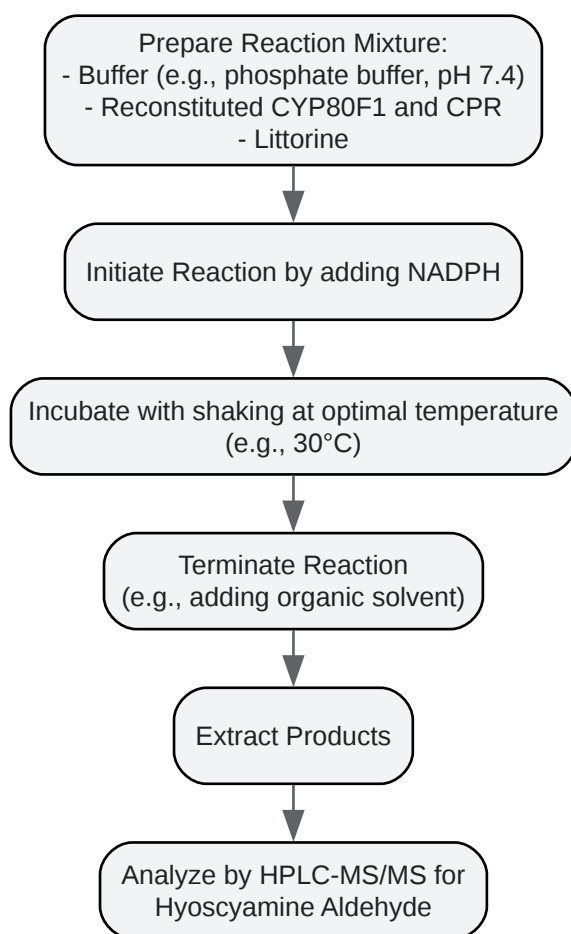 Prepare Reaction Mixture:
- Buffer (e.g., phosphate buffer, pH 7.4)
- Reconstituted CYP80F1 and CPR
- Littorine
Initiate Reaction by adding NADPH
Incubate with shaking at optimal temperature
(e.g., 30°C)
Terminate Reaction
(e.g., adding organic solvent)
Extract Products
Analyze by HPLC-MS/MS for
Hyoscyamine Aldehyde